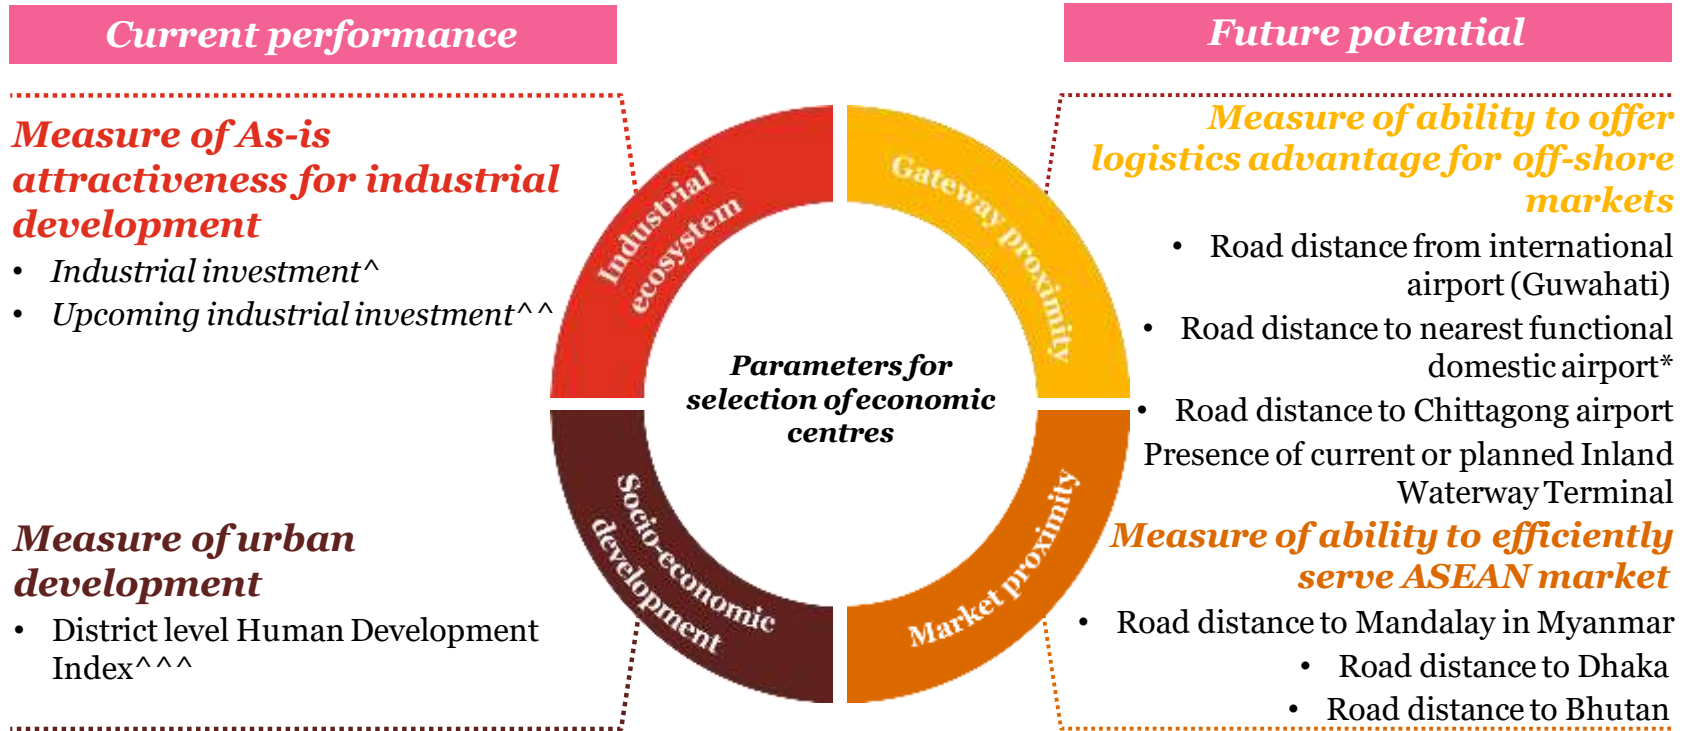 Current performance
Future potential
Measure of As-is
attractiveness for industrial
development
• Industrial investment^
• Upcoming industrial investment^^
Measure of urban
development
• District level Human Development
Index^^^
Industrial
ecosystem
Gateway proximity
Socio-economic
development
Market proximity
Parameters for
selection of economic
centres
Measure of ability to offer
logistics advantage for off-shore
markets
• Road distance from international
airport (Guwahati)
• Road distance to nearest functional
domestic airport*
• Road distance to Chittagong airport
Presence of current or planned Inland
Waterway Terminal
Measure of ability to efficiently
serve ASEAN market
• Road distance to Mandalay in Myanmar
• Road distance to Dhaka
• Road distance to Bhutan